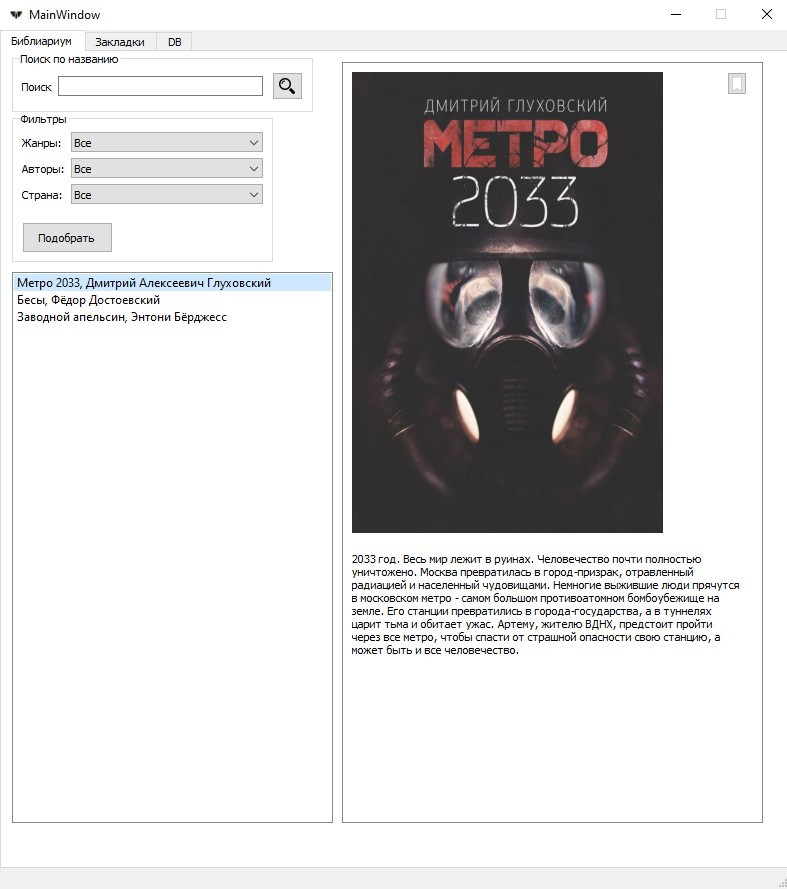 MainWindow
Библиариум
Закладки
DB
Поиск по названию
Поиск
Фильтры
Жанры:
Все
Авторы:
Все
Страна:
Все
Подобрать
Метро 2033, Дмитрий Алексеевич Глуховский
Бесы, Фёдор Достоевский
Заводной апельсин, Энтони Бёрджесс
ДМИТРИЙ ГЛУХОВСКИЙ
МЕТРО
2033
2033 год. Весь мир лежит в руинах. Человечество почти полностью
уничтожено. Москва превратилась в город-призрак, отравленный
радиацией и населенный чудовищами. Немногие выжившие люди прячутся
в московском метро - самом большом противоатомном бомбоубежище на
земле. Его станции превратились в города-государства, а в туннелях
царит тьма и обитает ужас. Артему, жителю ВДНХ, предстоит пройти
через все метро, чтобы спасти от страшной опасности свою станцию, а
может быть и все человечество.